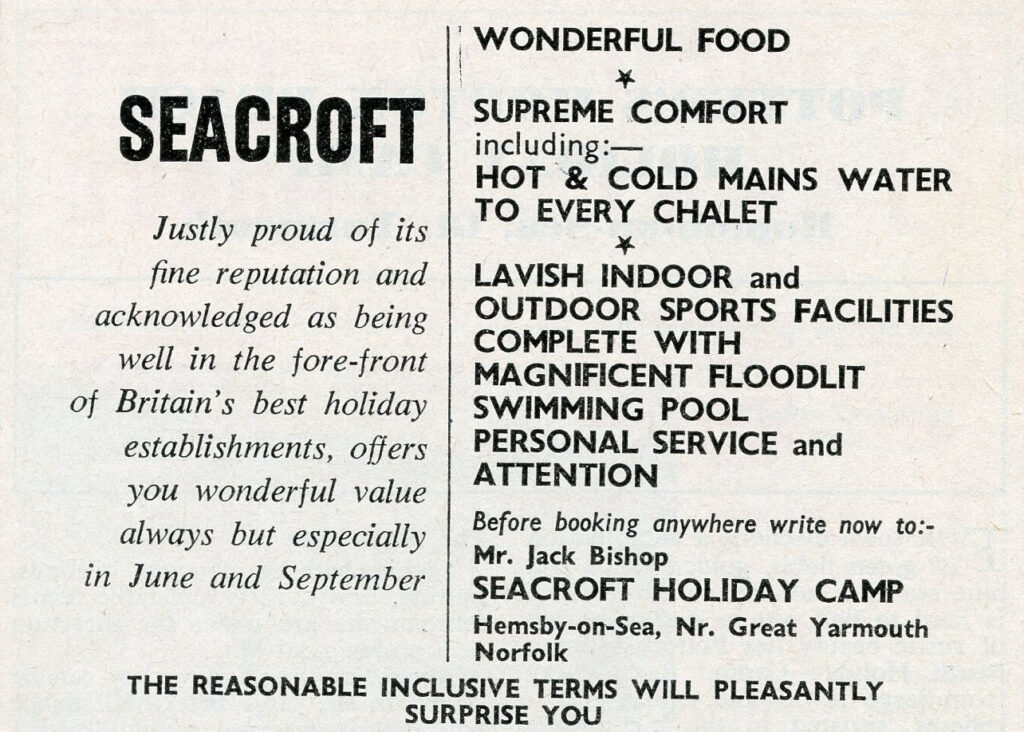 SEACROFT
Justly proud of its
fine reputation and
acknowledged as being
well in the fore-front
of Britain's best holiday
establishments, offers
you wonderful value
always but especially
in June and September
WONDERFUL FOOD
★
SUPREME COMFORT
including:—
HOT & COLD MAINS WATER
TO EVERY CHALET
★
LAVISH INDOOR and
OUTDOOR SPORTS FACILITIES
COMPLETE WITH
MAGNIFICENT FLOODLIT
SWIMMING POOL
PERSONAL SERVICE and
ATTENTION
Before booking anywhere write now to:-
Mr. Jack Bishop
SEACROFT HOLIDAY CAMP
Hemsby-on-Sea, Nr. Great Yarmouth
Norfolk
THE REASONABLE INCLUSIVE TERMS WILL PLEASANTLY
SURPRISE YOU